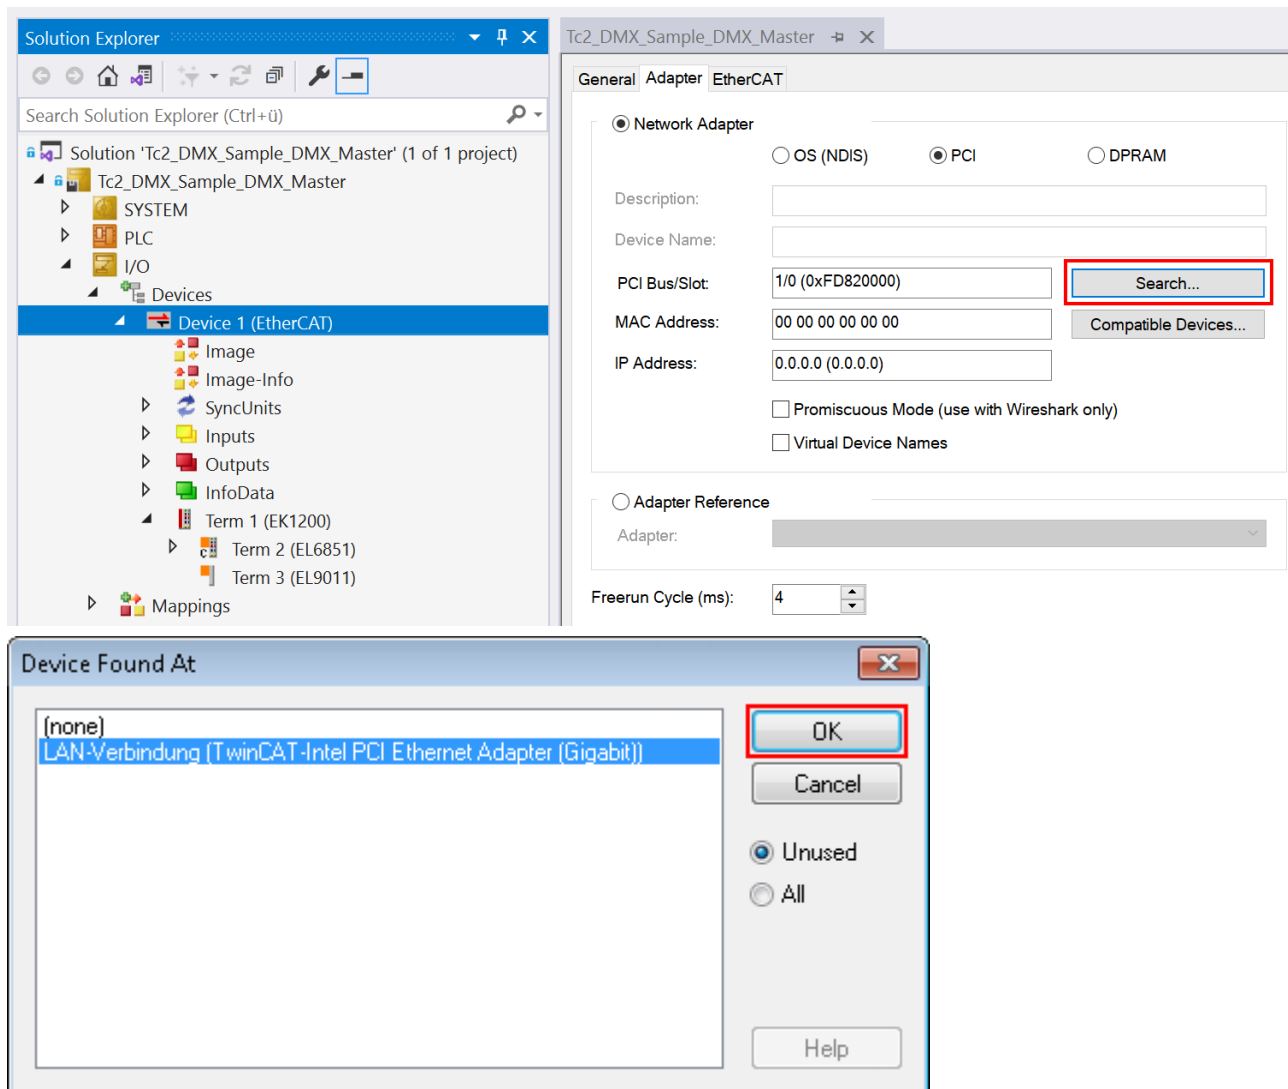 Solution Explorer
Search Solution Explorer (Ctrl+ü)
Solution 'Tc2_DMX_Sample_DMX_Master' (1 of 1 project)
Tc2_DMX_Sample_DMX_Master
SYSTEM
PLC
I/O
Devices
Device 1 (EtherCAT)
Image
Image-Info
SyncUnits
Inputs
Outputs
InfoData
Term 1 (EK1200)
Term 2 (EL6851)
Term 3 (EL9011)
Mappings
Tc2_DMX_Sample_DMX_Master
General Adapter EtherCAT
Network Adapter
OS (NDIS) PCI DPRAM
Description:
Device Name:
PCI Bus/Slot: 1/0 (0xFD820000) Search...
MAC Address: 00 00 00 00 00 00 Compatible Devices...
IP Address: 0.0.0.0 (0.0.0.0)
Promiscuous Mode (use with Wireshark only)
Virtual Device Names
Adapter Reference
Adapter:
Freerun Cycle (ms): 4
Device Found At
(none)
LAN-Verbindung (TwinCAT-Intel PCI Ethernet Adapter (Gigabit))
OK
Cancel
Unused
All
Help